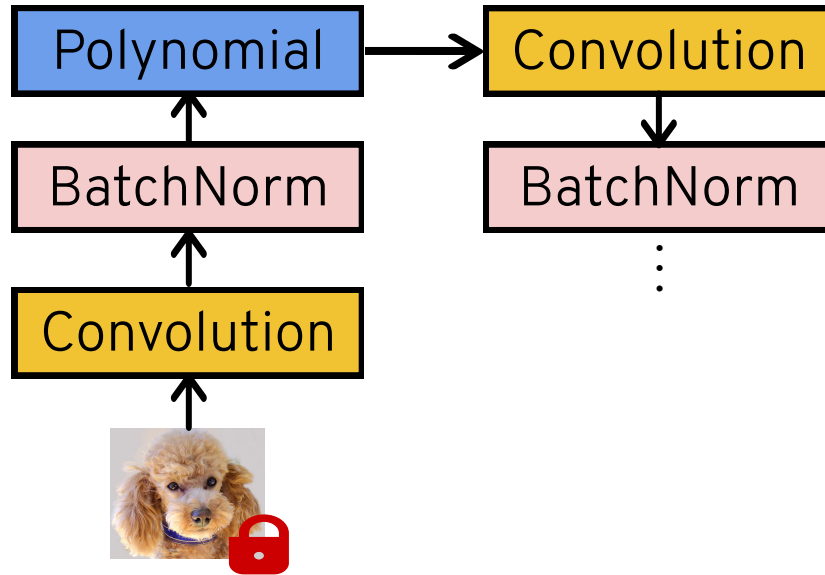 Polynomial
BatchNorm
Convolution
Convolution
BatchNorm
⋮